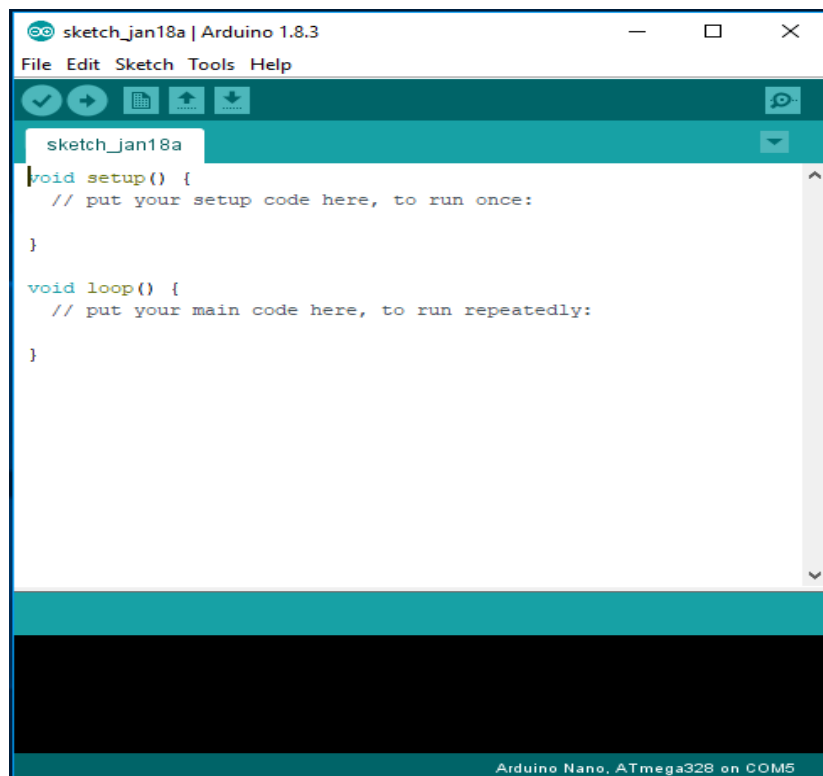 sketch_jan18a | Arduino 1.8.3
File Edit Sketch Tools Help
sketch_jan18a
void setup() {
  // put your setup code here, to run once:
}
void loop() {
  // put your main code here, to run repeatedly:
}
Arduino Nano, ATmega328 on COM5